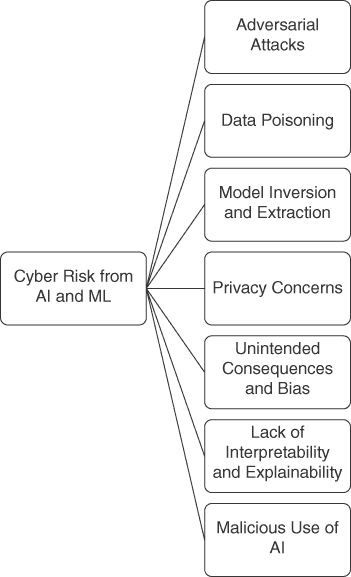 Adversarial
Attacks
Data Poisoning
Model Inversion
and Extraction
Cyber Risk from
AI and ML
Privacy Concerns
Unintended
Consequences
and Bias
Lack of
Interpretability
and Explainability
Malicious Use of
AI